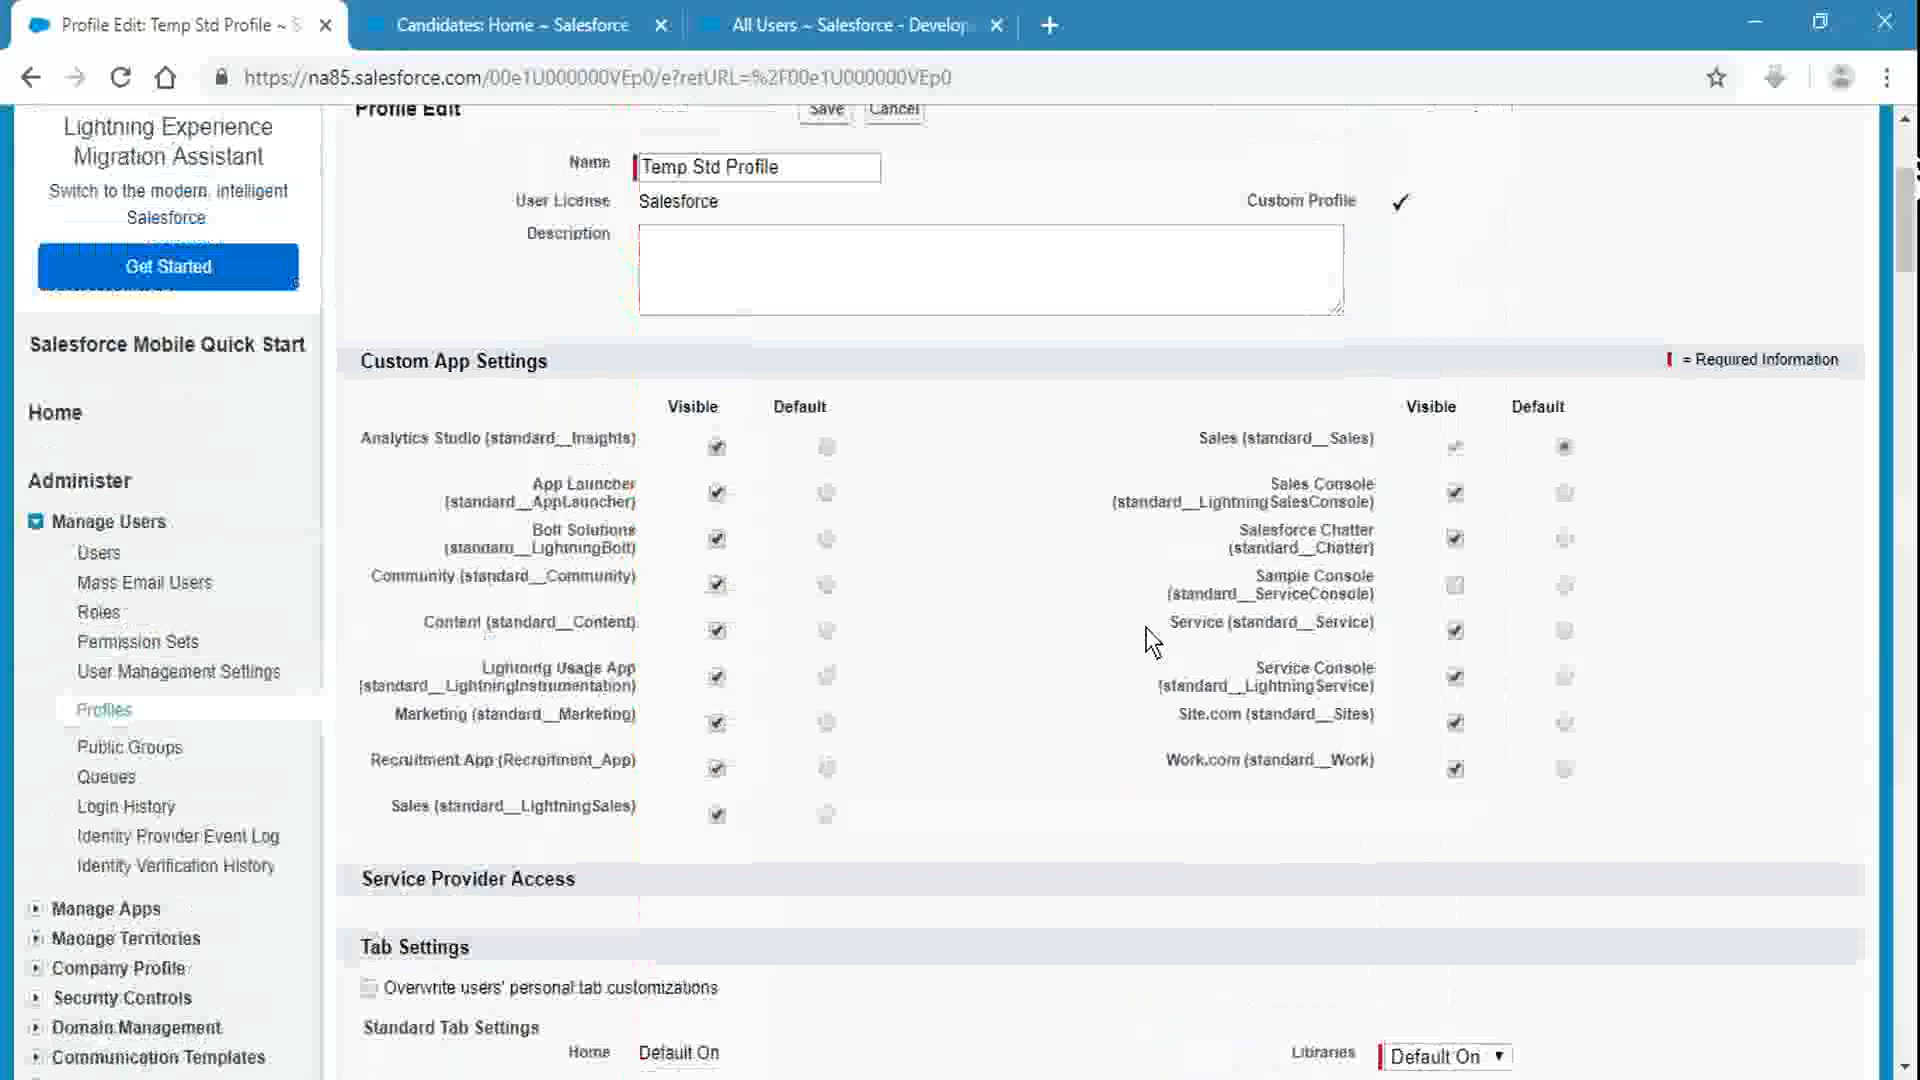 Profile Edit: Temp Std Profile ~ S
Candidates: Home ~ Salesforce
All Users ~ Salesforce - Develop
https://na85.salesforce.com/00e1U000000VEp0/e?retURL=%2F00e1U000000VEp0
Lightning Experience
Migration Assistant
Switch to the modern, intelligent
Salesforce
Get Started
Salesforce Mobile Quick Start
Home
Administer
Manage Users
Users
Mass Email Users
Roles
Permission Sets
User Management Settings
Profiles
Public Groups
Queues
Login History
Identity Provider Event Log
Identity Verification History
Manage Apps
Manage Territories
Company Profile
Security Controls
Domain Management
Communication Templates
Profile Edit Save Cancel
Name Temp Std Profile
User License Salesforce Custom Profile
Description
Custom App Settings = Required Information
Visible Default Visible Default
Analytics Studio (standard__Insights) Sales (standard__Sales)
App Launcher Sales Console
(standard__AppLauncher) (standard__LightningSalesConsole)
Bolt Solutions Salesforce Chatter
(standard__LightningBolt) (standard__Chatter)
Community (standard__Community) Sample Console
(standard__ServiceConsole)
Content (standard__Content) Service (standard__Service)
Lightning Usage App Service Console
(standard__LightningInstrumentation) (standard__LightningService)
Marketing (standard__Marketing) Site.com (standard__Sites)
Recruitment App (Recruitment_App) Work.com (standard__Work)
Sales (standard__LightningSales)
Service Provider Access
Tab Settings
Overwrite users' personal tab customizations
Standard Tab Settings
Home Default On Libraries Default On